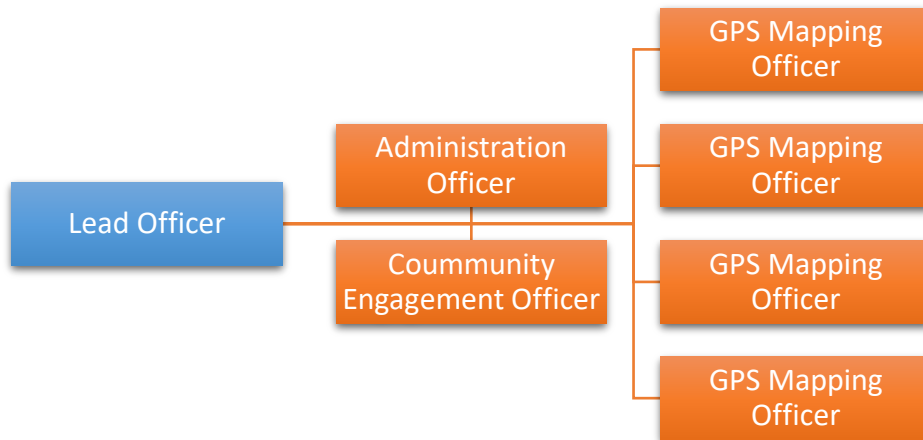 Lead Officer
Administration
Officer
Coummunity
Engagement Officer
GPS Mapping
Officer
GPS Mapping
Officer
GPS Mapping
Officer
GPS Mapping
Officer